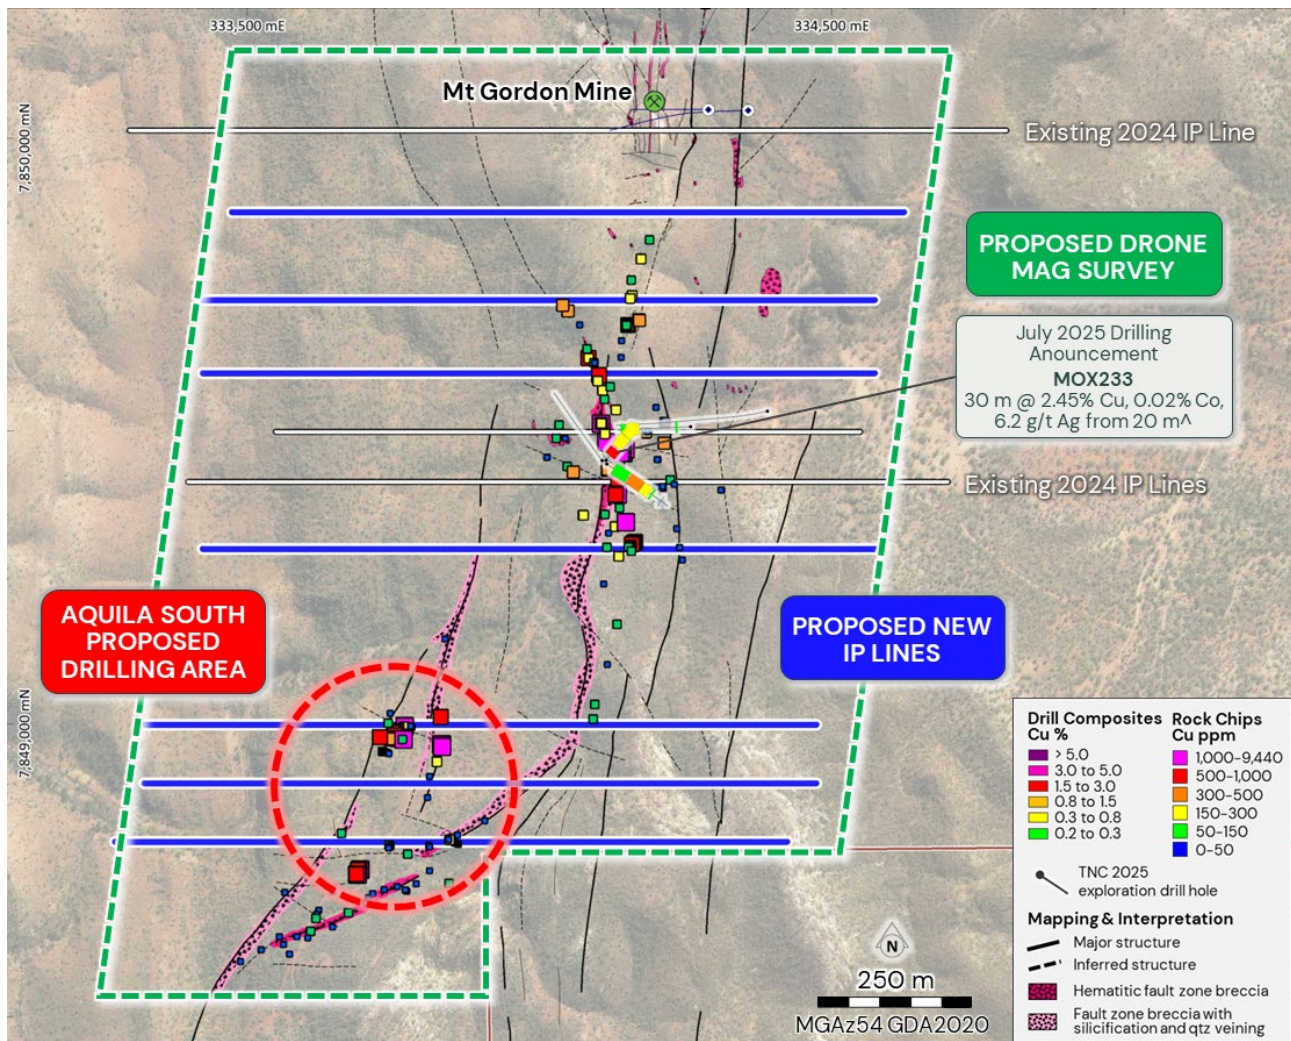 333,500 mE
334,500 mE
Mt Gordon Mine
7,850,000 mN
Existing 2024 IP Line
PROPOSED DRONE
MAG SURVEY
July 2025 Drilling
Anouncement
MOX233
30 m @ 2.45% Cu, 0.02% Co,
6.2 g/t Ag from 20 m^
Existing 2024 IP Lines
AQUILA SOUTH
PROPOSED
DRILLING AREA
PROPOSED NEW
IP LINES
7,849,000 mN
Drill Composites
Cu %
> 5.0
3.0 to 5.0
1.5 to 3.0
0.8 to 1.5
0.3 to 0.8
0.2 to 0.3
Rock Chips
Cu ppm
1,000-9,440
500-1,000
300-500
150-300
50-150
0-50
TNC 2025
exploration drill hole
Mapping & Interpretation
Major structure
Inferred structure
Hematitic fault zone breccia
Fault zone breccia with
silicification and qtz veining
N
250 m
MGAz54 GDA2020